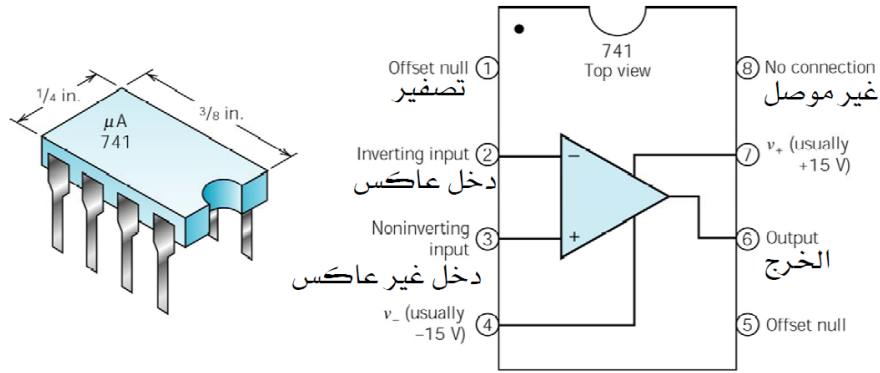 1/4 in.
3/8 in.
μA
741
741
Top view
Offset null 1
تصفير
Inverting input 2
دخل عاكس
−
Noninverting
input 3
دخل غير عاكس
+
v₋ (usually
−15 V) 4
8 No connection
غير موصل
7 v₊ (usually
+15 V)
6 Output
الخرج
5 Offset null